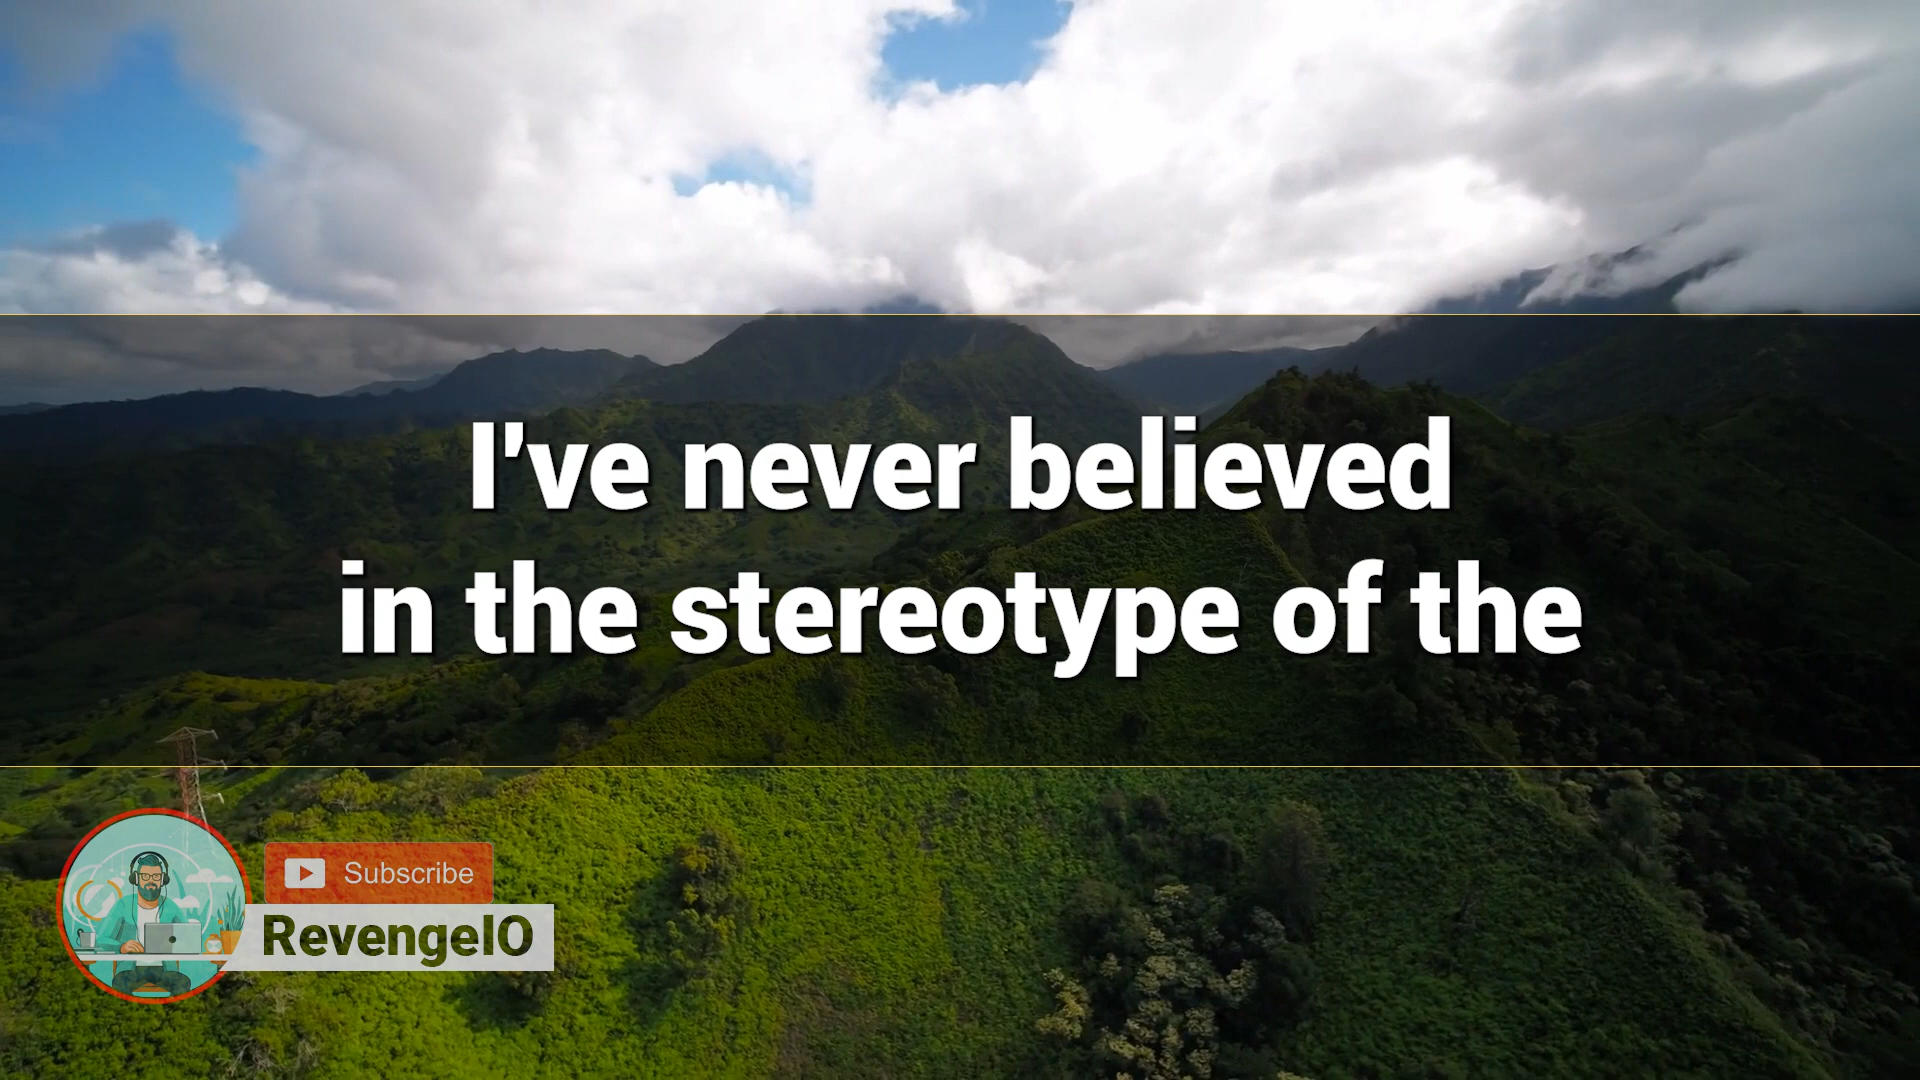 I've never believed
in the stereotype of the
Subscribe
RevengeIO